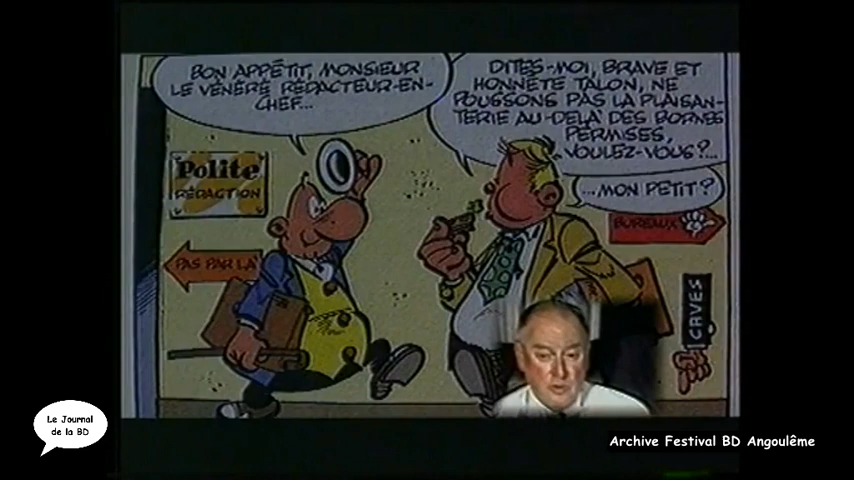 BON APPÉTIT, MONSIEUR
LE VÉNÉRÉ RÉDACTEUR-EN-
CHEF...
DITES-MOI, BRAVE ET
HONNÊTE TALON, NE
POUSSONS PAS LA PLAISAN-
TERIE AU-DELÀ DES BORNES
PERMISES,
VOULEZ-VOUS?...
...MON PETIT?
Polite
RÉDACTION
PAS PAR LÀ
BUREAUX
CAVES
Le Journal
de la BD
Archive Festival BD Angoulême